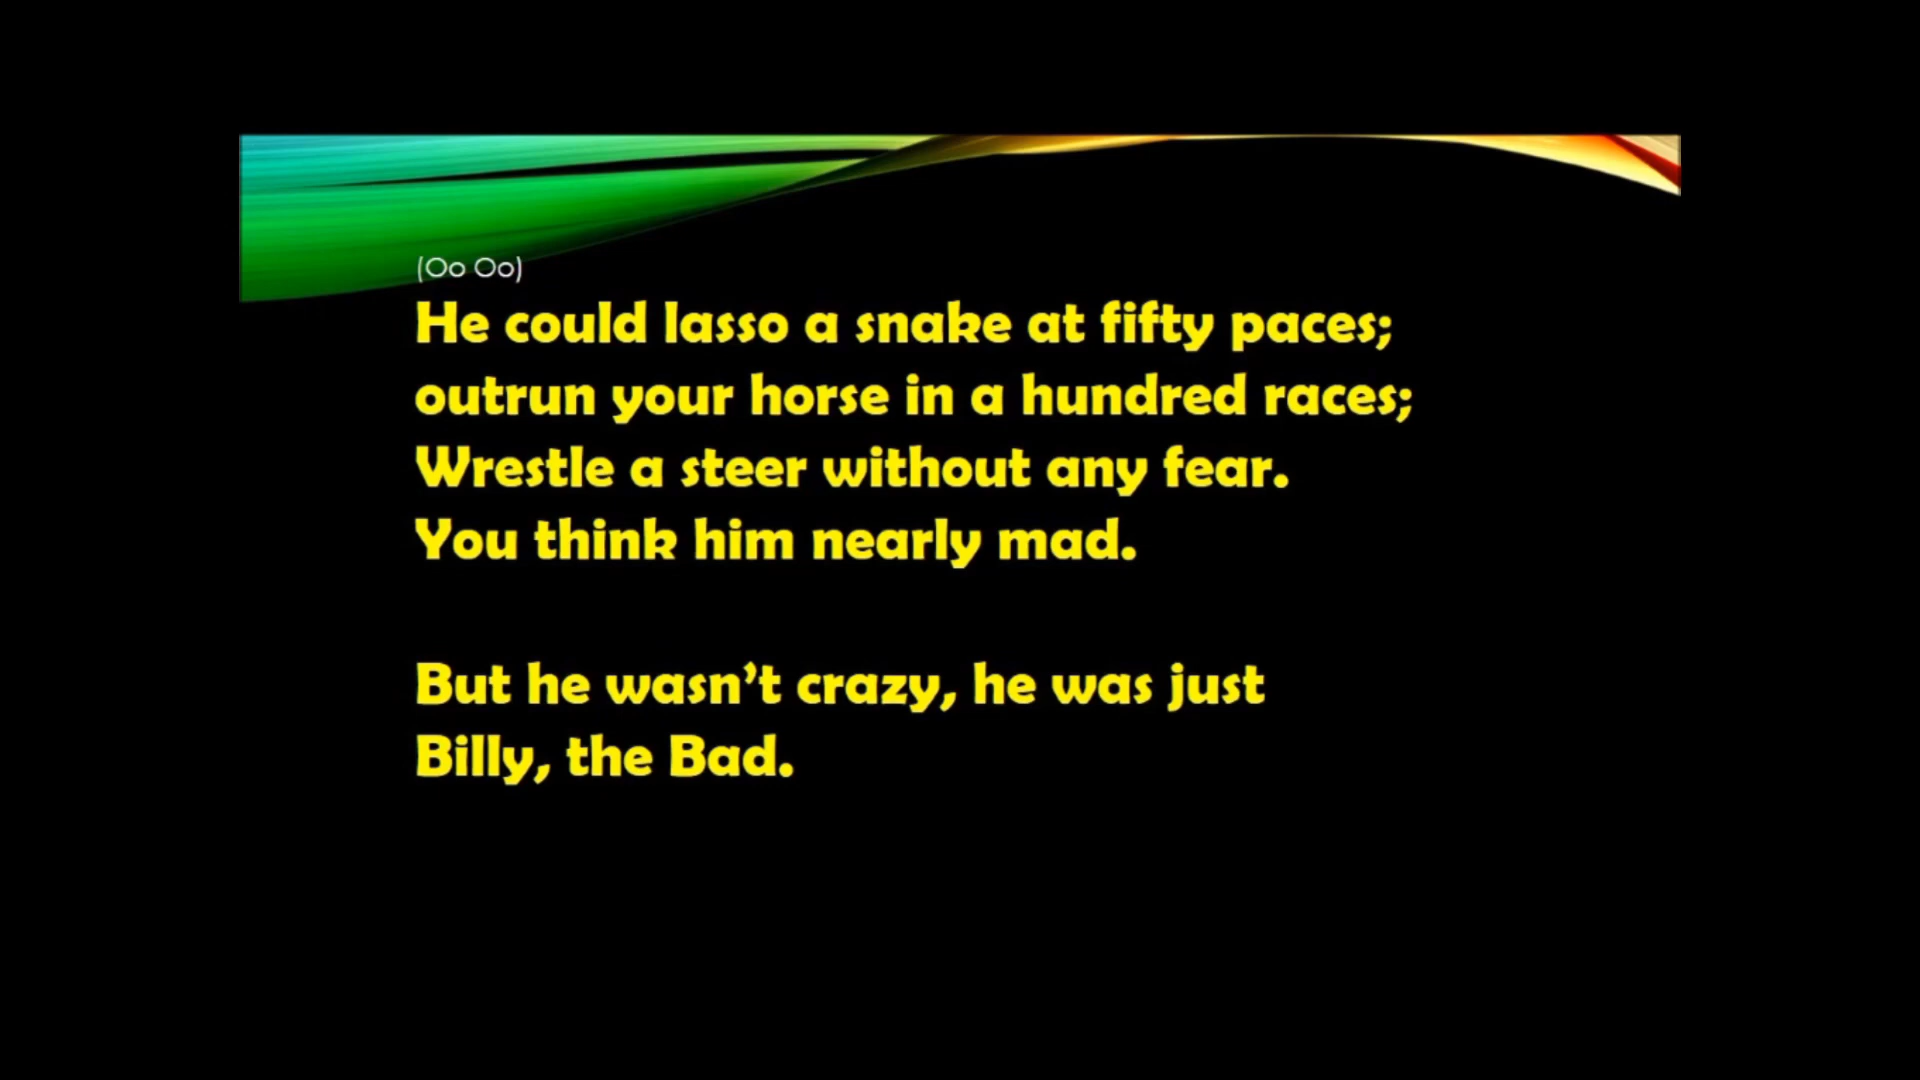 (Oo Oo)
He could lasso a snake at fifty paces;
outrun your horse in a hundred races;
Wrestle a steer without any fear.
You think him nearly mad.
But he wasn’t crazy, he was just
Billy, the Bad.